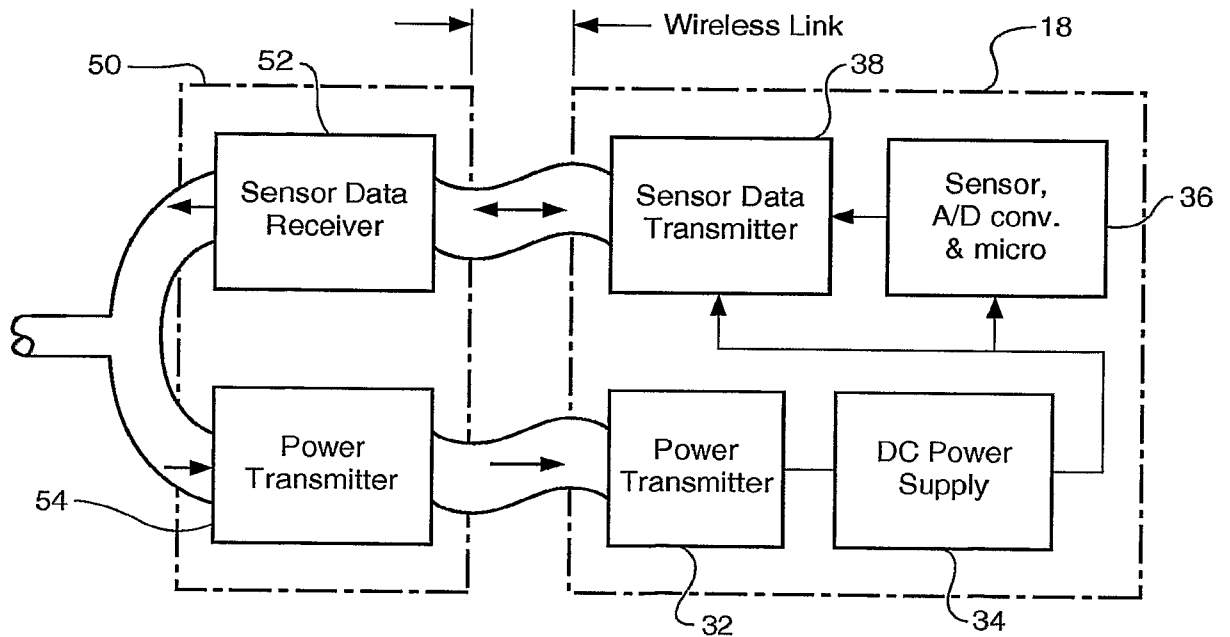 Wireless Link
18
50
52
38
Sensor Data
Receiver
Sensor Data
Transmitter
Sensor,
A/D conv.
& micro
36
Power
Transmitter
Power
Transmitter
DC Power
Supply
54
32
34